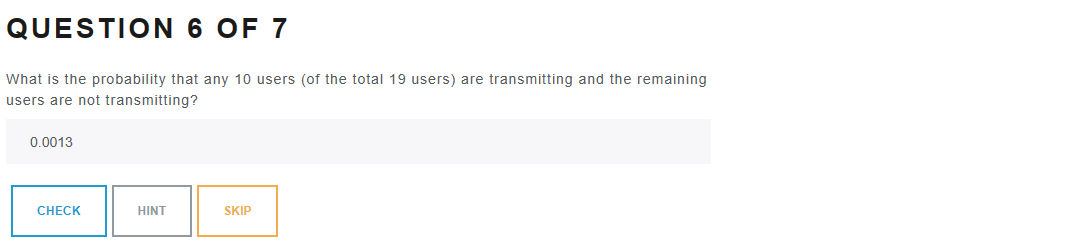 QUESTION 6 OF 7
What is the probability that any 10 users (of the total 19 users) are transmitting and the remaining
users are not transmitting?
0.0013
CHECK HINT SKIP